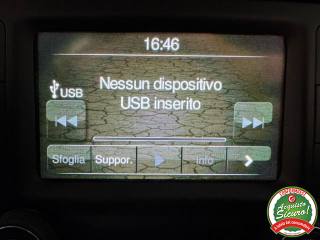 16:46
Nessun dispositivo
USB
USB inserito
Sfoglia Suppor. Info
Acquisto
Sicuro!